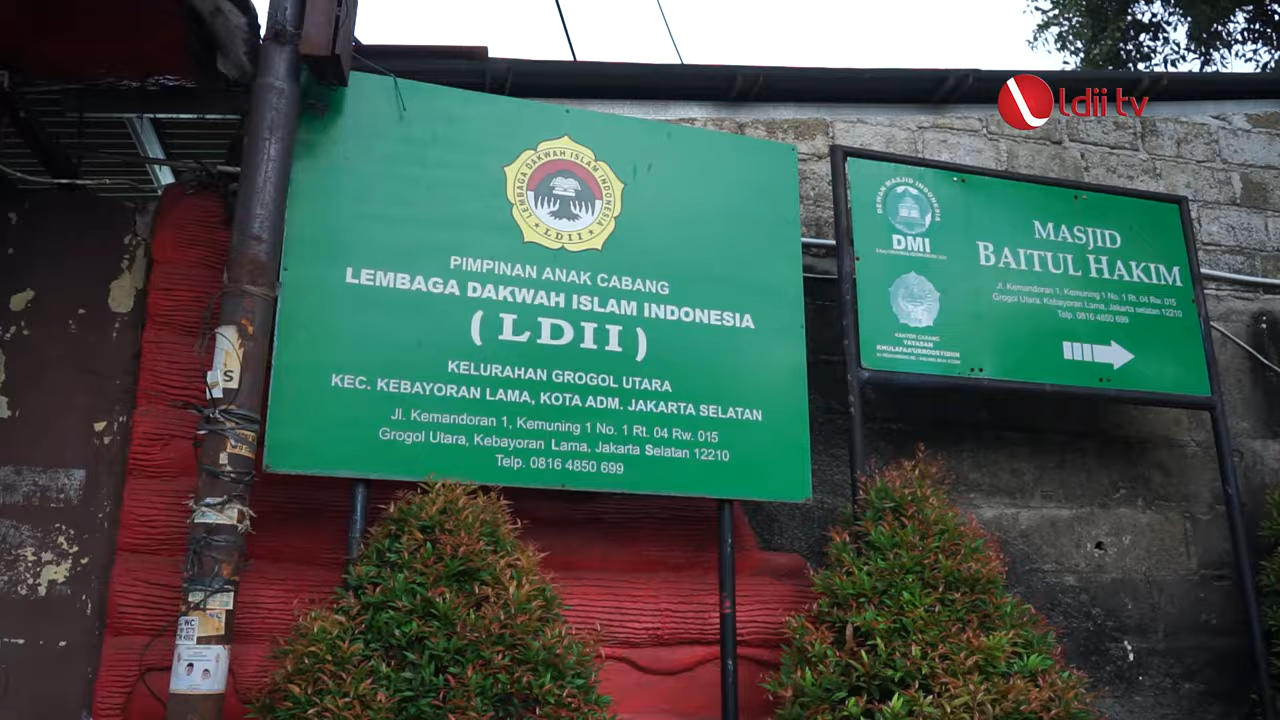 ldii tv
LEMBAGA DAKWAH ISLAM INDONESIA
★ LDII ★
PIMPINAN ANAK CABANG
LEMBAGA DAKWAH ISLAM INDONESIA
( LDII )
KELURAHAN GROGOL UTARA
KEC. KEBAYORAN LAMA, KOTA ADM. JAKARTA SELATAN
Jl. Kemandoran 1, Kemuning 1 No. 1 Rt. 04 Rw. 015
Grogol Utara, Kebayoran Lama, Jakarta Selatan 12210
Telp. 0816 4850 699
DEWAN MASJID INDONESIA
DMI
KANTOR CABANG
YAYASAN
MASJID
BAITUL HAKIM
Jl. Kemandoran 1, Kemuning 1 No. 1 Rt. 04 Rw. 015
Grogol Utara, Kebayoran Lama, Jakarta selatan 12210
Telp. 0816 4850 699
WC